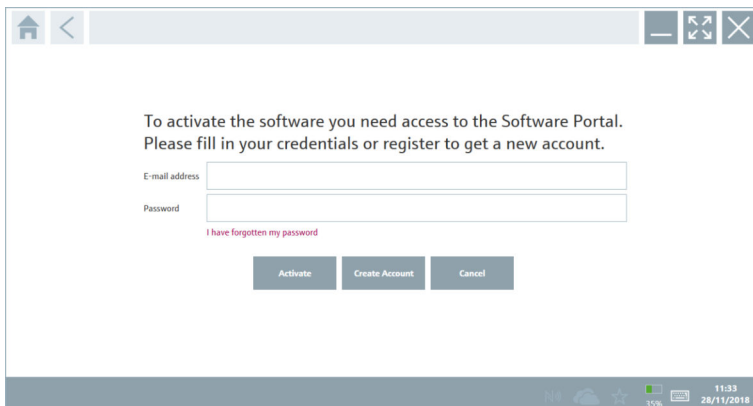 To activate the software you need access to the Software Portal.
Please fill in your credentials or register to get a new account.
E-mail address
Password
I have forgotten my password
Activate
Create Account
Cancel
35%
11:33
28/11/2018